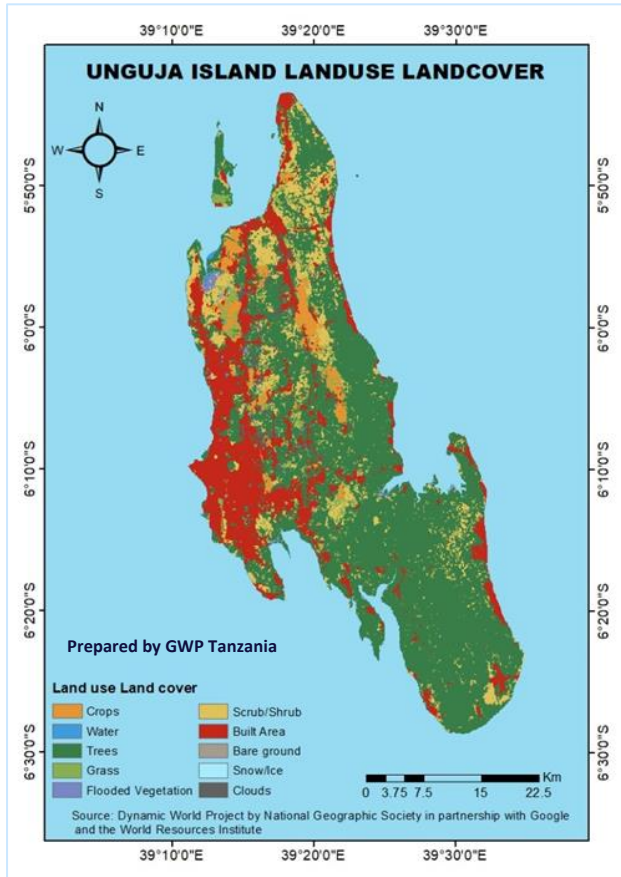 39°10'0"E 39°20'0"E 39°30'0"E
UNGUJA ISLAND LANDUSE LANDCOVER
N
W E
S
5°50'0"S 5°50'0"S
6°0'0"S 6°0'0"S
6°10'0"S 6°10'0"S
6°20'0"S 6°20'0"S
Prepared by GWP Tanzania
Land use Land cover
Crops
Water
Trees
Grass
Flooded Vegetation
Scrub/Shrub
Built Area
Bare ground
Snow/Ice
Clouds
6°30'0"S 6°30'0"S
Km
0 3.75 7.5 15 22.5
Source: Dynamic World Project by National Geographic Society in partnership with Google
and the World Resources Institute
39°10'0"E 39°20'0"E 39°30'0"E